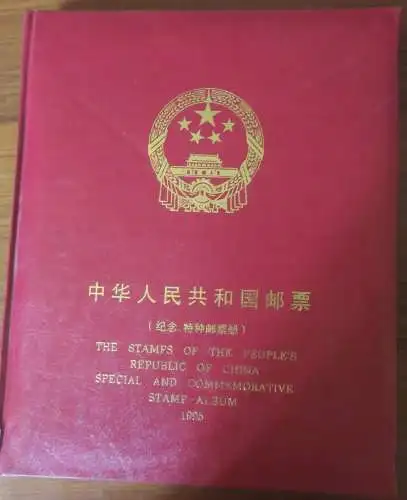 中华人民共和国邮票
(纪念、特种邮票册)
THE STAMPS OF THE PEOPLE'S
REPUBLIC OF CHINA
SPECIAL AND COMMEMORATIVE
STAMP ALBUM
1995